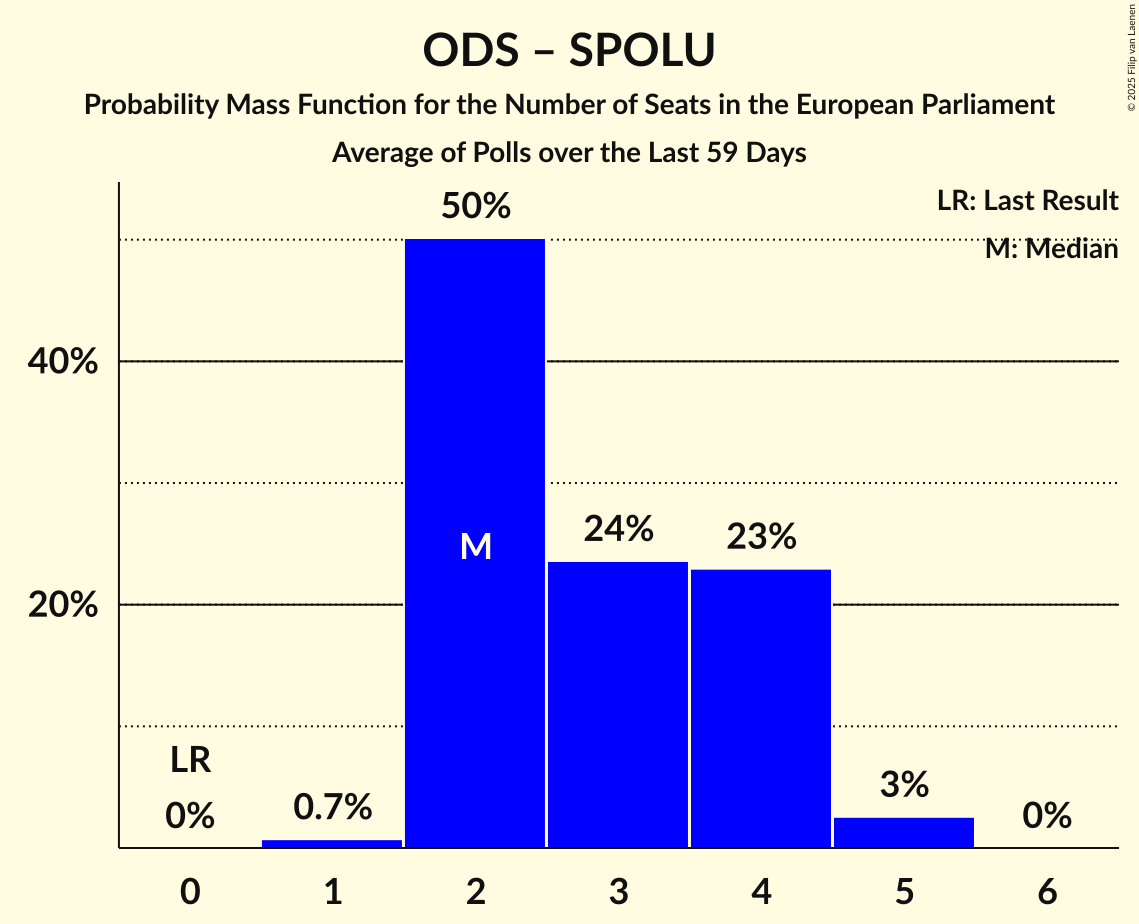 ODS – SPOLU
Probability Mass Function for the Number of Seats in the European Parliament
Average of Polls over the Last 59 Days
© 2025 Filip van Laenen
LR: Last Result
M: Median
50%
40%
24%
23%
M
20%
LR
0%
0.7%
3%
0%
0 1 2 3 4 5 6